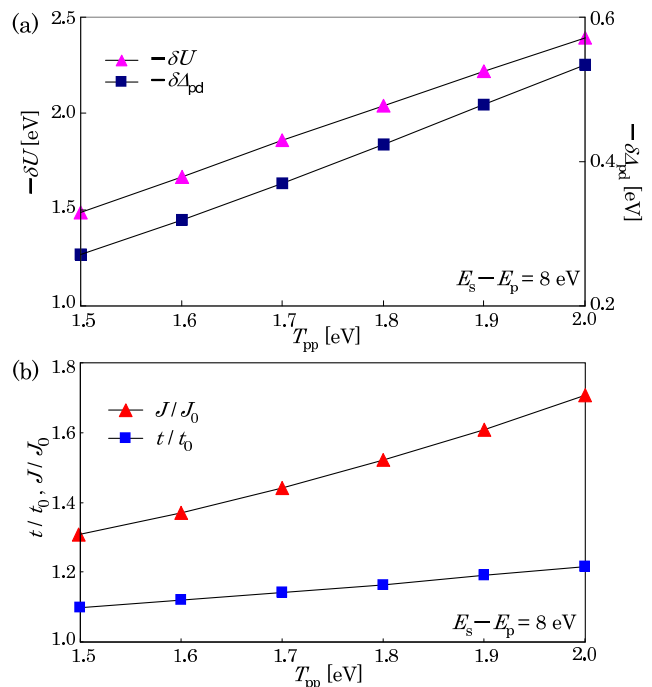 (a)
2.5
2.0
1.5
1.0
−δU [eV]
−δU
−δΔpd
0.6
0.4
0.2
−δΔpd [eV]
Es − Ep = 8 eV
1.5 1.6 1.7 1.8 1.9 2.0
Tpp [eV]
(b)
1.8
1.6
1.4
1.2
1.0
t / t0 , J / J0
J / J0
t / t0
Es − Ep = 8 eV
1.5 1.6 1.7 1.8 1.9 2.0
Tpp [eV]